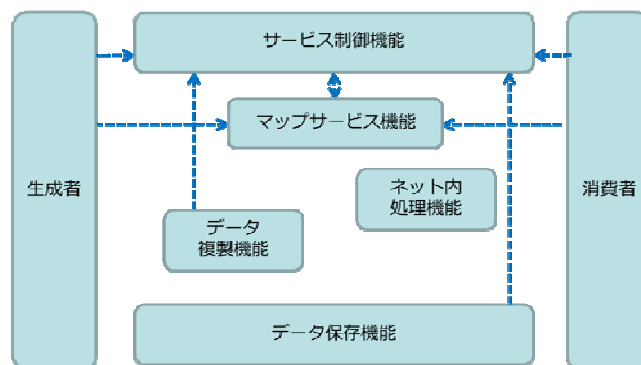 サービス制御機能
マップサービス機能
生成者
ネット内
処理機能
消費者
データ
複製機能
データ保存機能